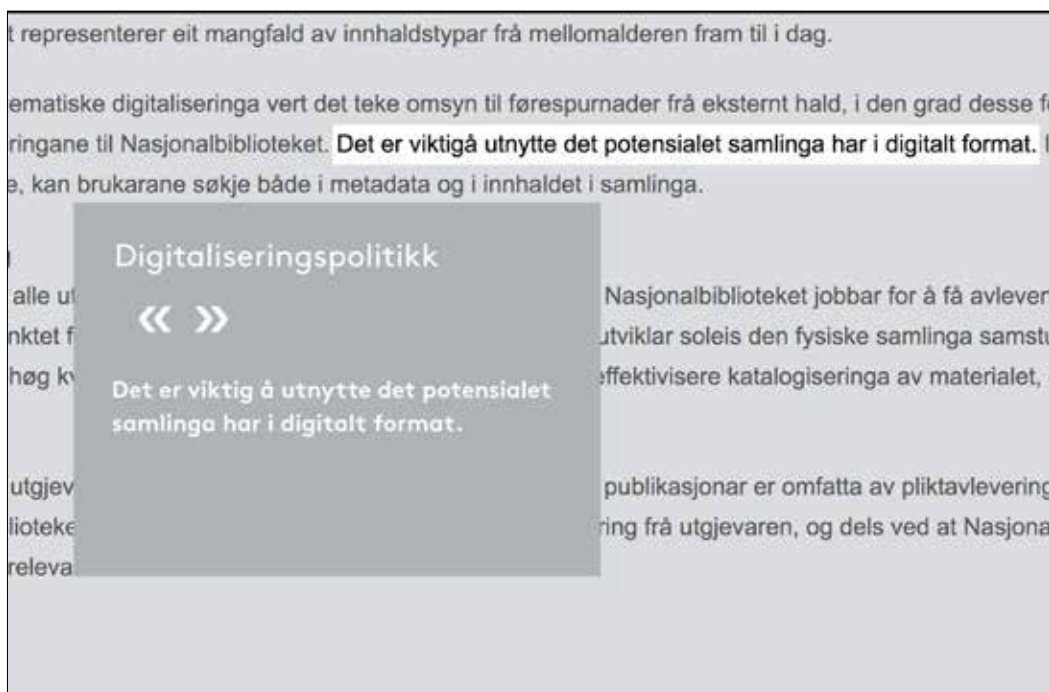 t representerer eit mangfald av innhaldstypar frå mellomalderen fram til i dag.
ematiske digitaliseringa vert det teke omsyn til førespurnader frå eksternt hald, i den grad desse f
ringane til Nasjonalbiblioteket. Det er viktigå utnytte det potensialet samlinga har i digitalt format.
e, kan brukarane søkje både i metadata og i innhaldet i samlinga.
Digitaliseringspolitikk
« »
Det er viktig å utnytte det potensialet
samlinga har i digitalt format.
alle ut Nasjonalbiblioteket jobbar for å få avlever
nktet f utviklar soleis den fysiske samlinga samstu
høg kv effektivisere katalogiseringa av materialet,
utgjev publikasjonar er omfatta av pliktavlevering
lioteke ring frå utgjevaren, og dels ved at Nasjona
releva